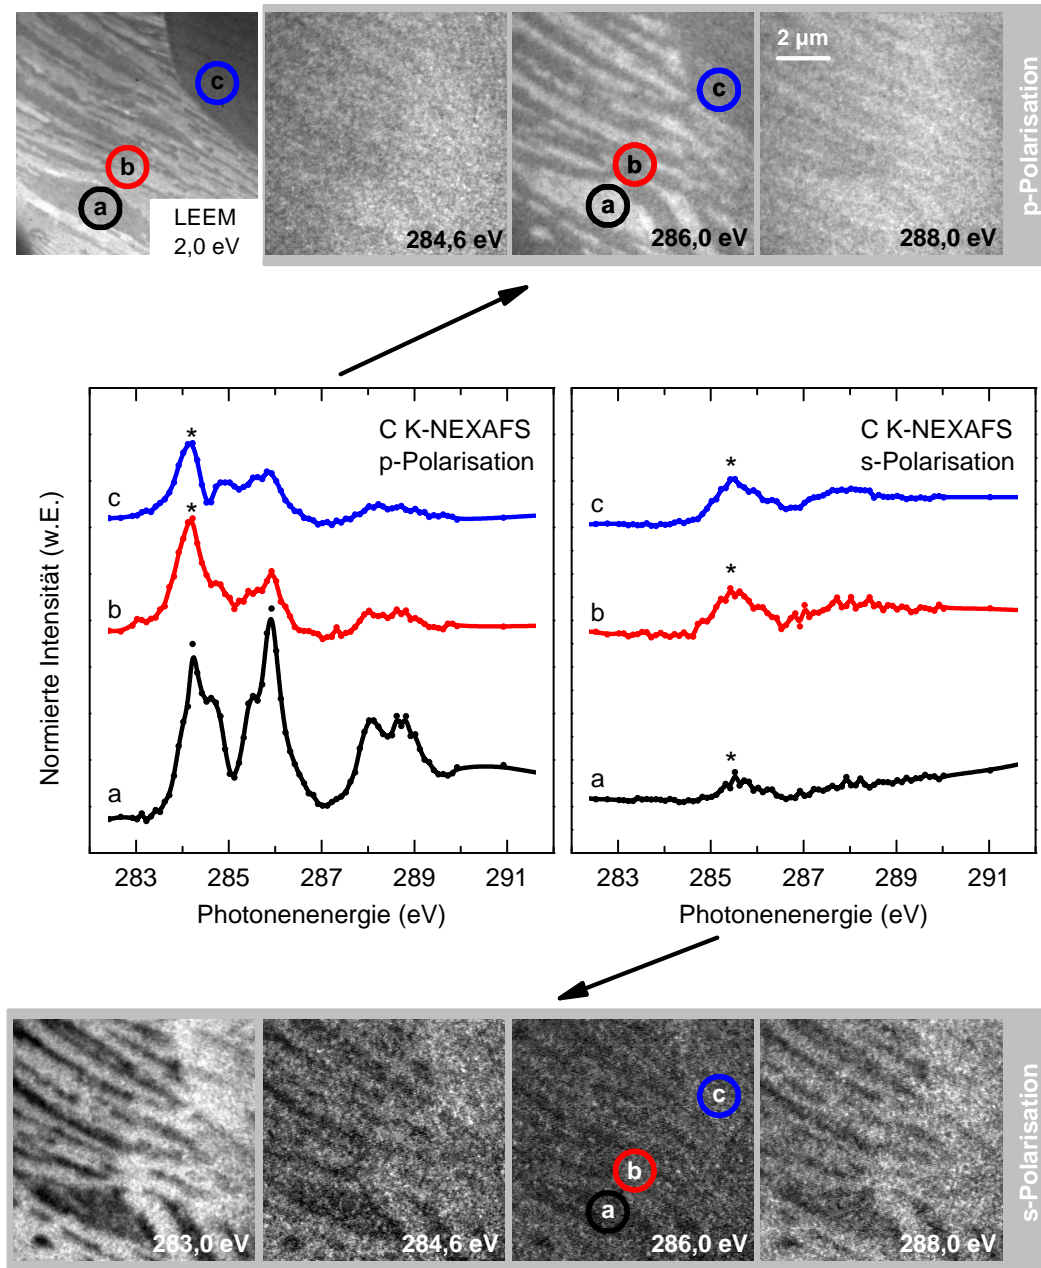 c
b
a
LEEM
2,0 eV
284,6 eV
c
b
a
286,0 eV
2 µm
288,0 eV
p-Polarisation
Normierte Intensität (w.E.)
C K-NEXAFS
p-Polarisation
*
c
*
b
a
283 285 287 289 291
Photonenenergie (eV)
C K-NEXAFS
s-Polarisation
*
c
*
b
*
a
283 285 287 289 291
Photonenenergie (eV)
283,0 eV
284,6 eV
c
b
a
286,0 eV
288,0 eV
s-Polarisation